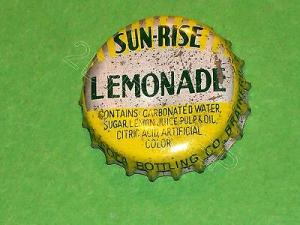 SUN-RISE
LEMONADE
CONTAINS CARBONATED WATER,
SUGAR, LEMON JUICE, PULP & OIL,
CITRIC ACID, ARTIFICIAL
COLOR
BOTTLING CO.